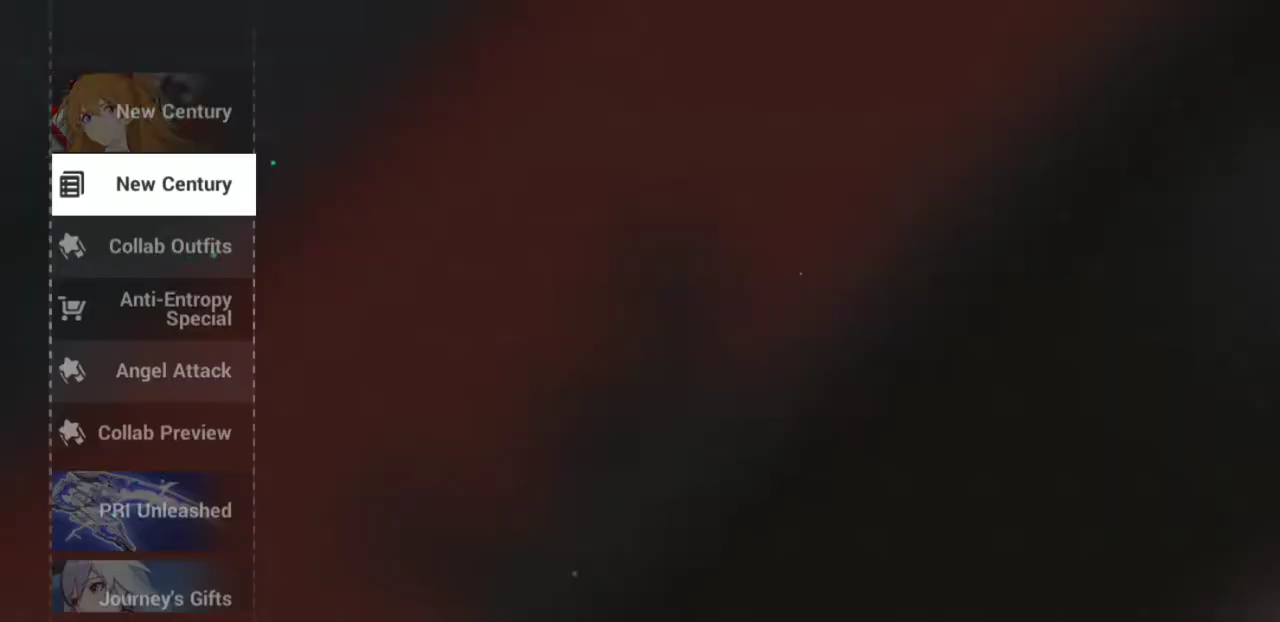 New Century
New Century
Collab Outfits
Anti-Entropy
Special
Angel Attack
Collab Preview
PRI Unleashed
Journey's Gifts